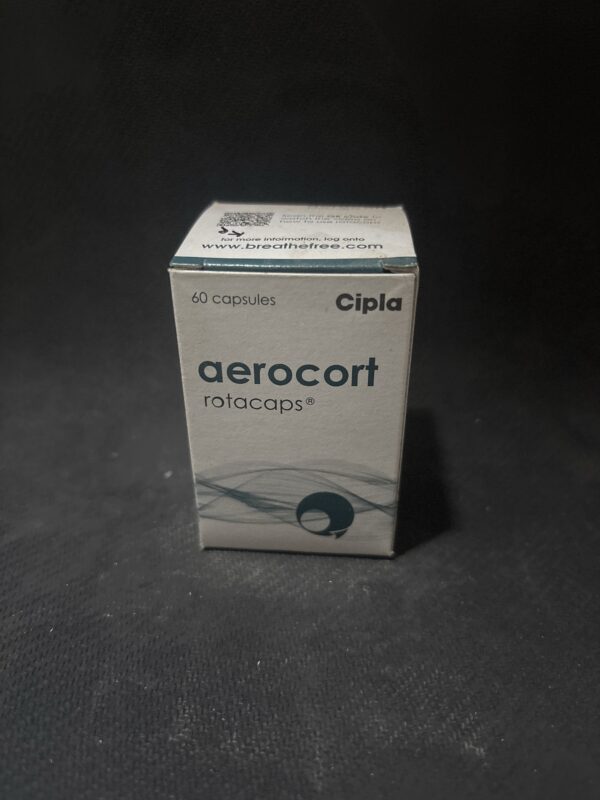 for more information, log onto
www.breathefree.com
60 capsules
Cipla
aerocort
rotacaps®